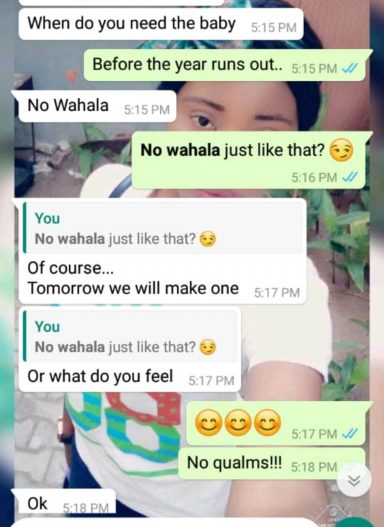 When do you need the baby 5:15 PM
Before the year runs out.. 5:15 PM
No Wahala 5:15 PM
No wahala just like that? 😏
5:16 PM
You
No wahala just like that? 😏
Of course...
Tomorrow we will make one 5:17 PM
You
No wahala just like that? 😏
Or what do you feel 5:17 PM
😊😊😊 5:17 PM
No qualms!!! 5:18 PM
Ok 5:18 PM